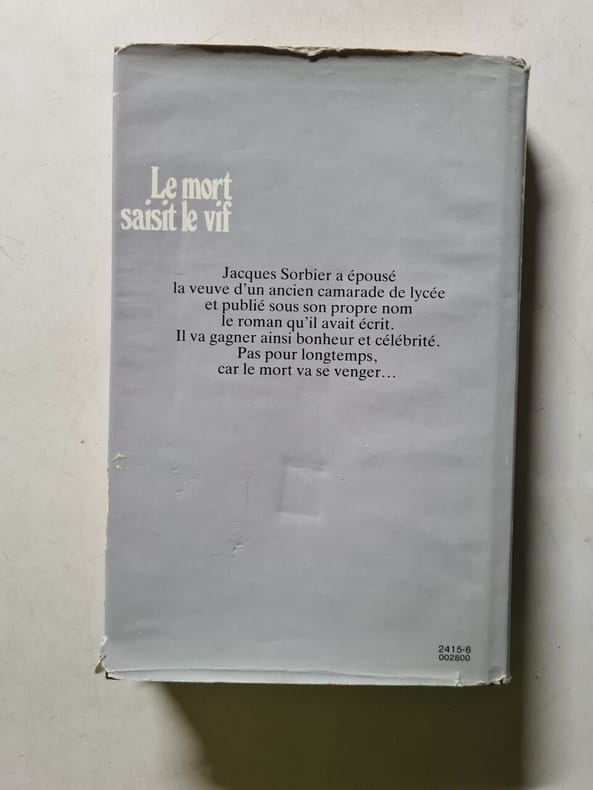 Le mort
saisit le vif
Jacques Sorbier a épousé
la veuve d'un ancien camarade de lycée
et publié sous son propre nom
le roman qu'il avait écrit.
Il va gagner ainsi bonheur et célébrité.
Pas pour longtemps,
car le mort va se venger...
2415-6
002800